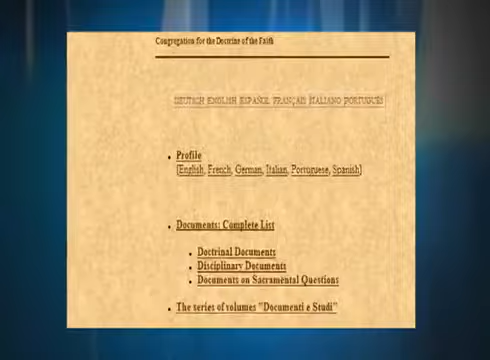 Congregation for the Doctrine of the Faith
DEUTSCH ENGLISH ESPAÑOL FRANÇAIS ITALIANO PORTUGUÊS
Profile
[English, French, German, Italian, Portuguese, Spanish]
Documents: Complete List
Doctrinal Documents
Disciplinary Documents
Documents on Sacramental Questions
The series of volumes "Documenti e Studi"